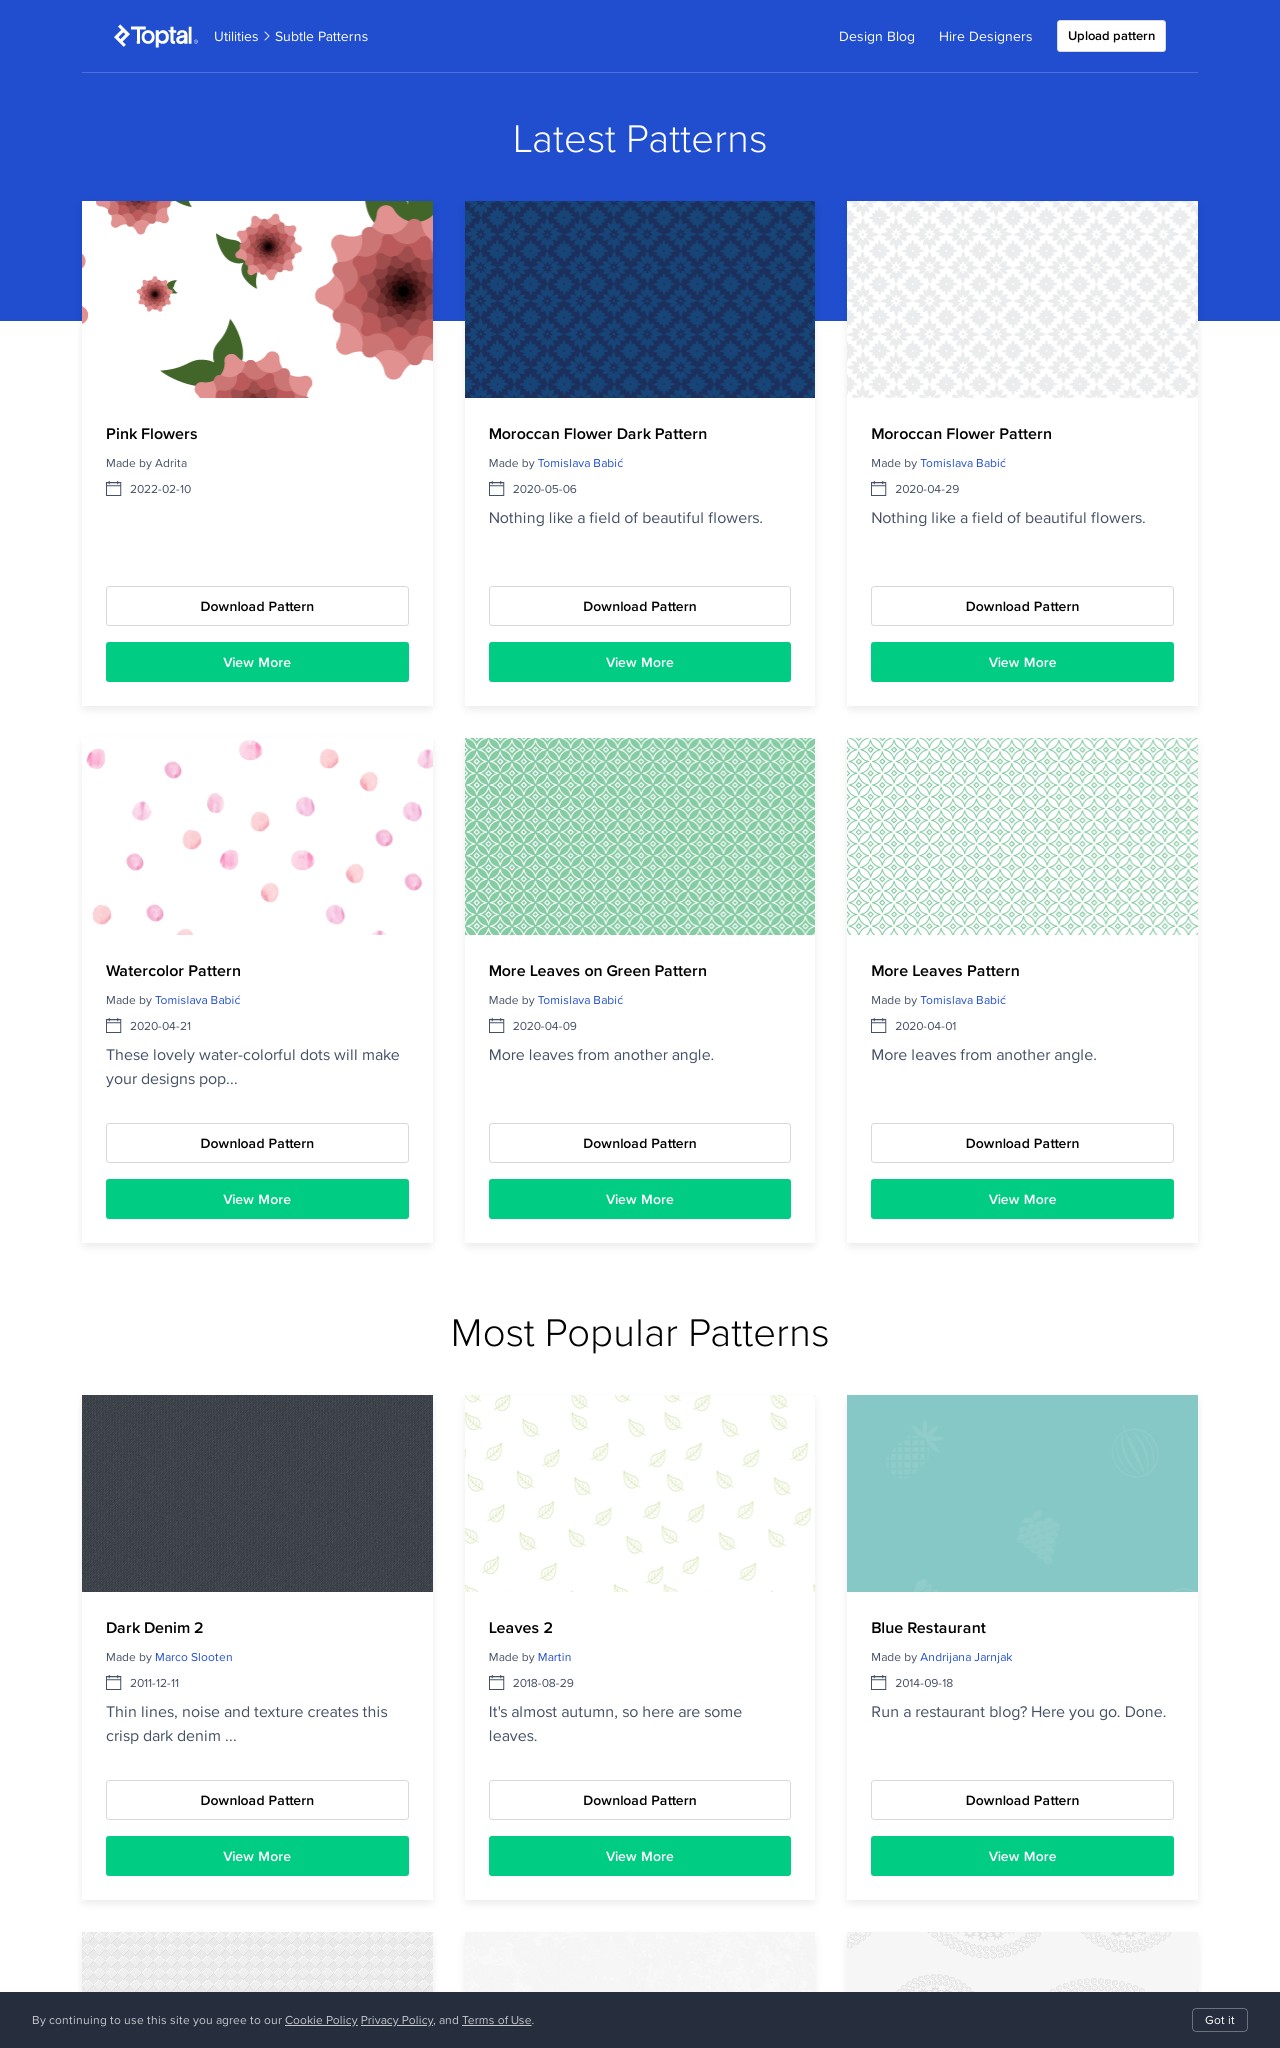 Toptal
Utilities > Subtle Patterns
Design Blog
Hire Designers
Upload pattern
Latest Patterns
Pink Flowers
Made by Adrita
2022-02-10
Download Pattern
View More
Moroccan Flower Dark Pattern
Made by Tomislava Babić
2020-05-06
Nothing like a field of beautiful flowers.
Download Pattern
View More
Moroccan Flower Pattern
Made by Tomislava Babić
2020-04-29
Nothing like a field of beautiful flowers.
Download Pattern
View More
Watercolor Pattern
Made by Tomislava Babić
2020-04-21
These lovely water-colorful dots will make
your designs pop...
Download Pattern
View More
More Leaves on Green Pattern
Made by Tomislava Babić
2020-04-09
More leaves from another angle.
Download Pattern
View More
More Leaves Pattern
Made by Tomislava Babić
2020-04-01
More leaves from another angle.
Download Pattern
View More
Most Popular Patterns
Dark Denim 2
Made by Marco Slooten
2011-12-11
Thin lines, noise and texture creates this
crisp dark denim ...
Download Pattern
View More
Leaves 2
Made by Martin
2018-08-29
It's almost autumn, so here are some
leaves.
Download Pattern
View More
Blue Restaurant
Made by Andrijana Jarnjak
2014-09-18
Run a restaurant blog? Here you go. Done.
Download Pattern
View More
By continuing to use this site you agree to our Cookie Policy Privacy Policy, and Terms of Use.
Got it